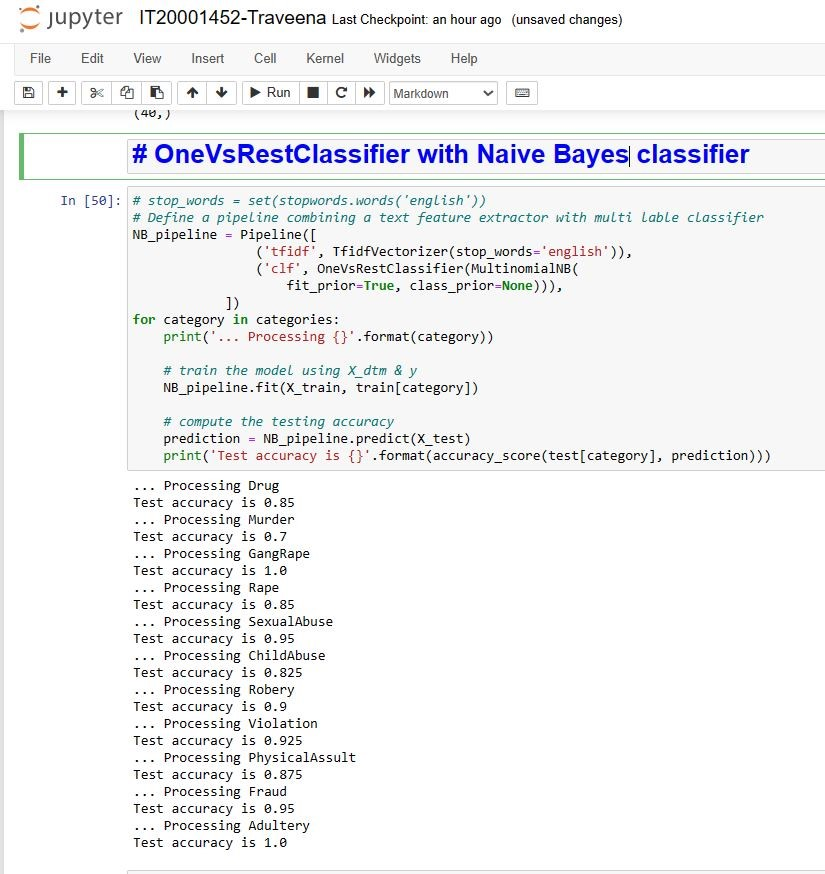 jupyter IT20001452-Traveena Last Checkpoint: an hour ago (unsaved changes)
File Edit View Insert Cell Kernel Widgets Help
Run Markdown
(40,)
# OneVsRestClassifier with Naive Bayes classifier
In [50]: # stop_words = set(stopwords.words('english'))
# Define a pipeline combining a text feature extractor with multi lable classifier
NB_pipeline = Pipeline([
('tfidf', TfidfVectorizer(stop_words='english')),
('clf', OneVsRestClassifier(MultinomialNB(
fit_prior=True, class_prior=None))),
])
for category in categories:
print('... Processing {}'.format(category))
# train the model using X_dtm & y
NB_pipeline.fit(X_train, train[category])
# compute the testing accuracy
prediction = NB_pipeline.predict(X_test)
print('Test accuracy is {}'.format(accuracy_score(test[category], prediction)))
... Processing Drug
Test accuracy is 0.85
... Processing Murder
Test accuracy is 0.7
... Processing GangRape
Test accuracy is 1.0
... Processing Rape
Test accuracy is 0.85
... Processing SexualAbuse
Test accuracy is 0.95
... Processing ChildAbuse
Test accuracy is 0.825
... Processing Robery
Test accuracy is 0.9
... Processing Violation
Test accuracy is 0.925
... Processing PhysicalAssult
Test accuracy is 0.875
... Processing Fraud
Test accuracy is 0.95
... Processing Adultery
Test accuracy is 1.0